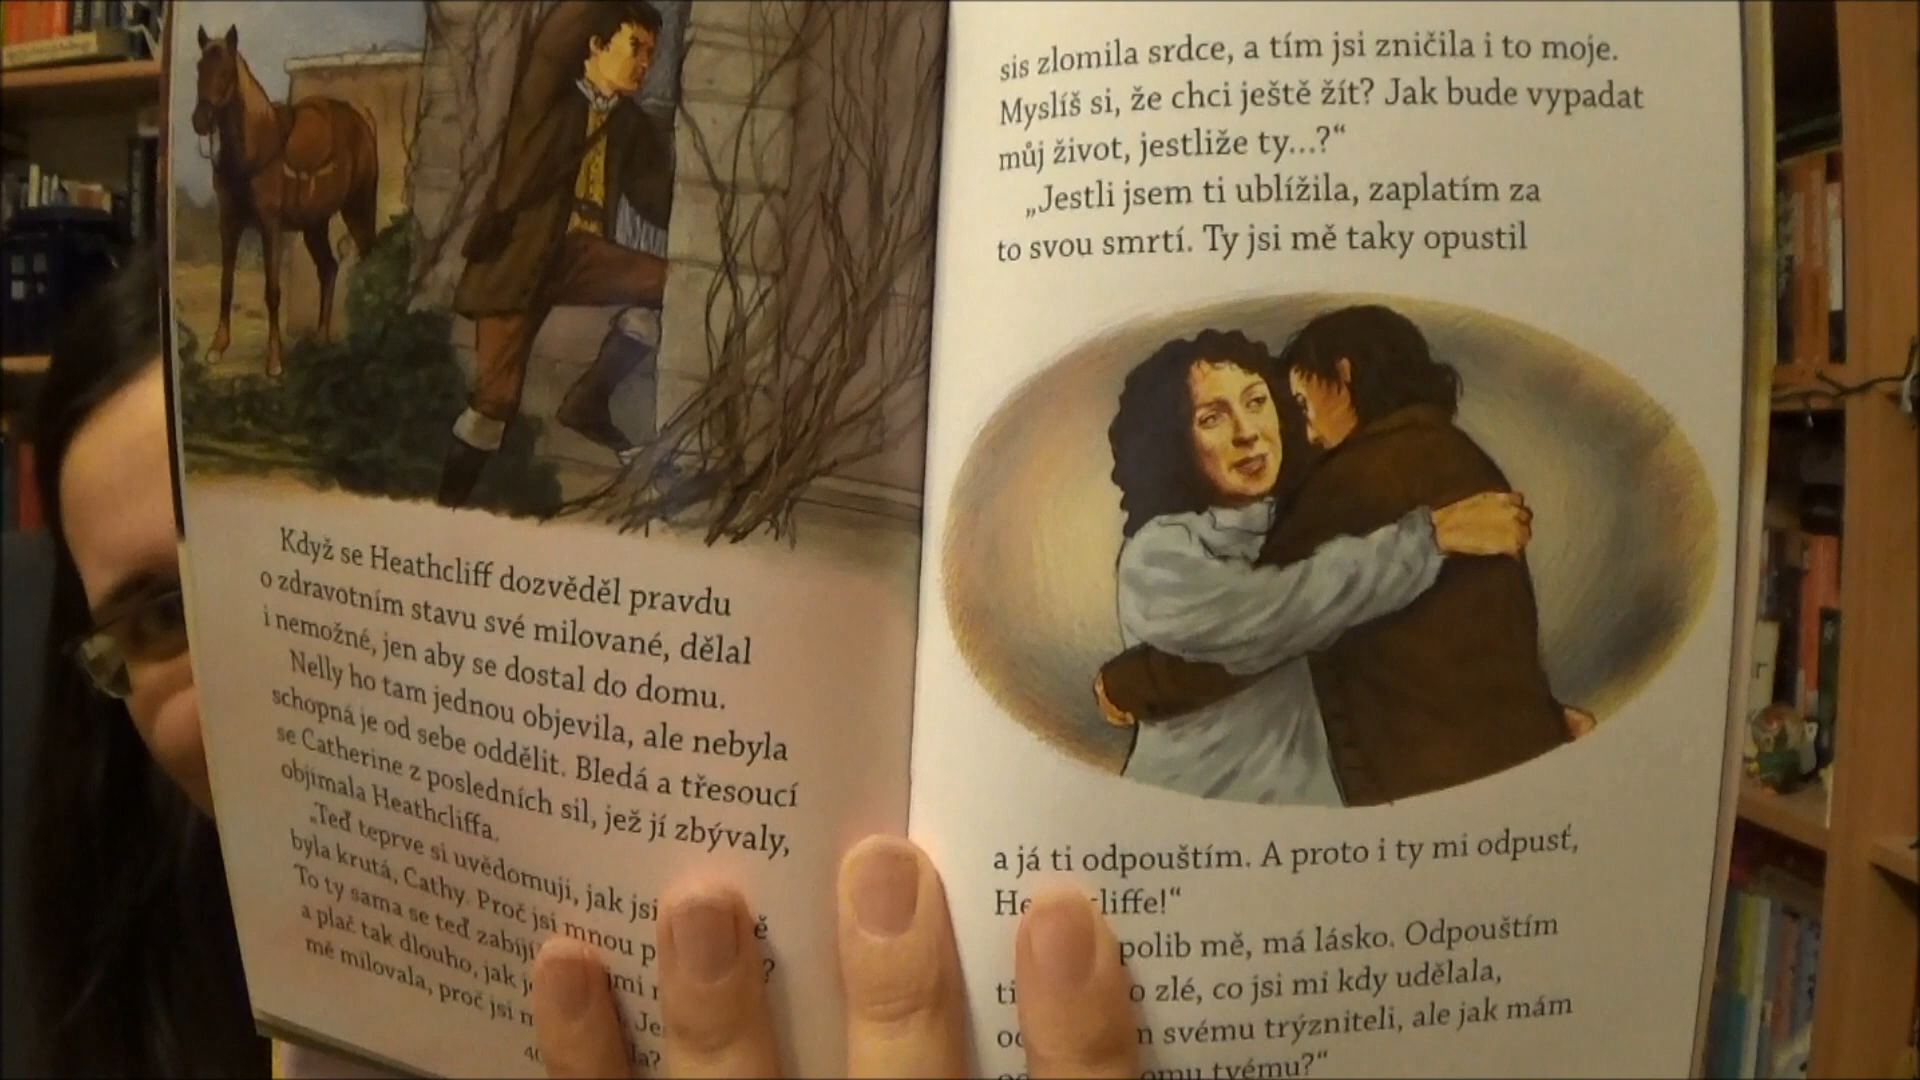 Když se Heathcliff dozvěděl pravdu
o zdravotním stavu své milované, dělal
i nemožné, jen aby se dostal do domu.
Nelly ho tam jednou objevila, ale nebyla
schopná je od sebe oddělit. Bledá a třesoucí
se Catherine z posledních sil, jež jí zbývaly,
objímala Heathcliffa.
„Teď teprve si uvědomuji, jak jsi
byla krutá, Cathy. Proč jsi mnou
To ty sama se teď
a plač tak dlouho, jak
mě milovala, proč jsi
sis zlomila srdce, a tím jsi zničila i to moje.
Myslíš si, že chci ještě žít? Jak bude vypadat
můj život, jestliže ty...?“
„Jestli jsem ti ublížila, zaplatím za
to svou smrtí. Ty jsi mě taky opustil
a já ti odpouštím. A proto i ty mi odpusť,
polib mě, má lásko. Odpouštím
zlé, co jsi mi kdy udělala,
svému trýzniteli, ale jak mám
tvému?“